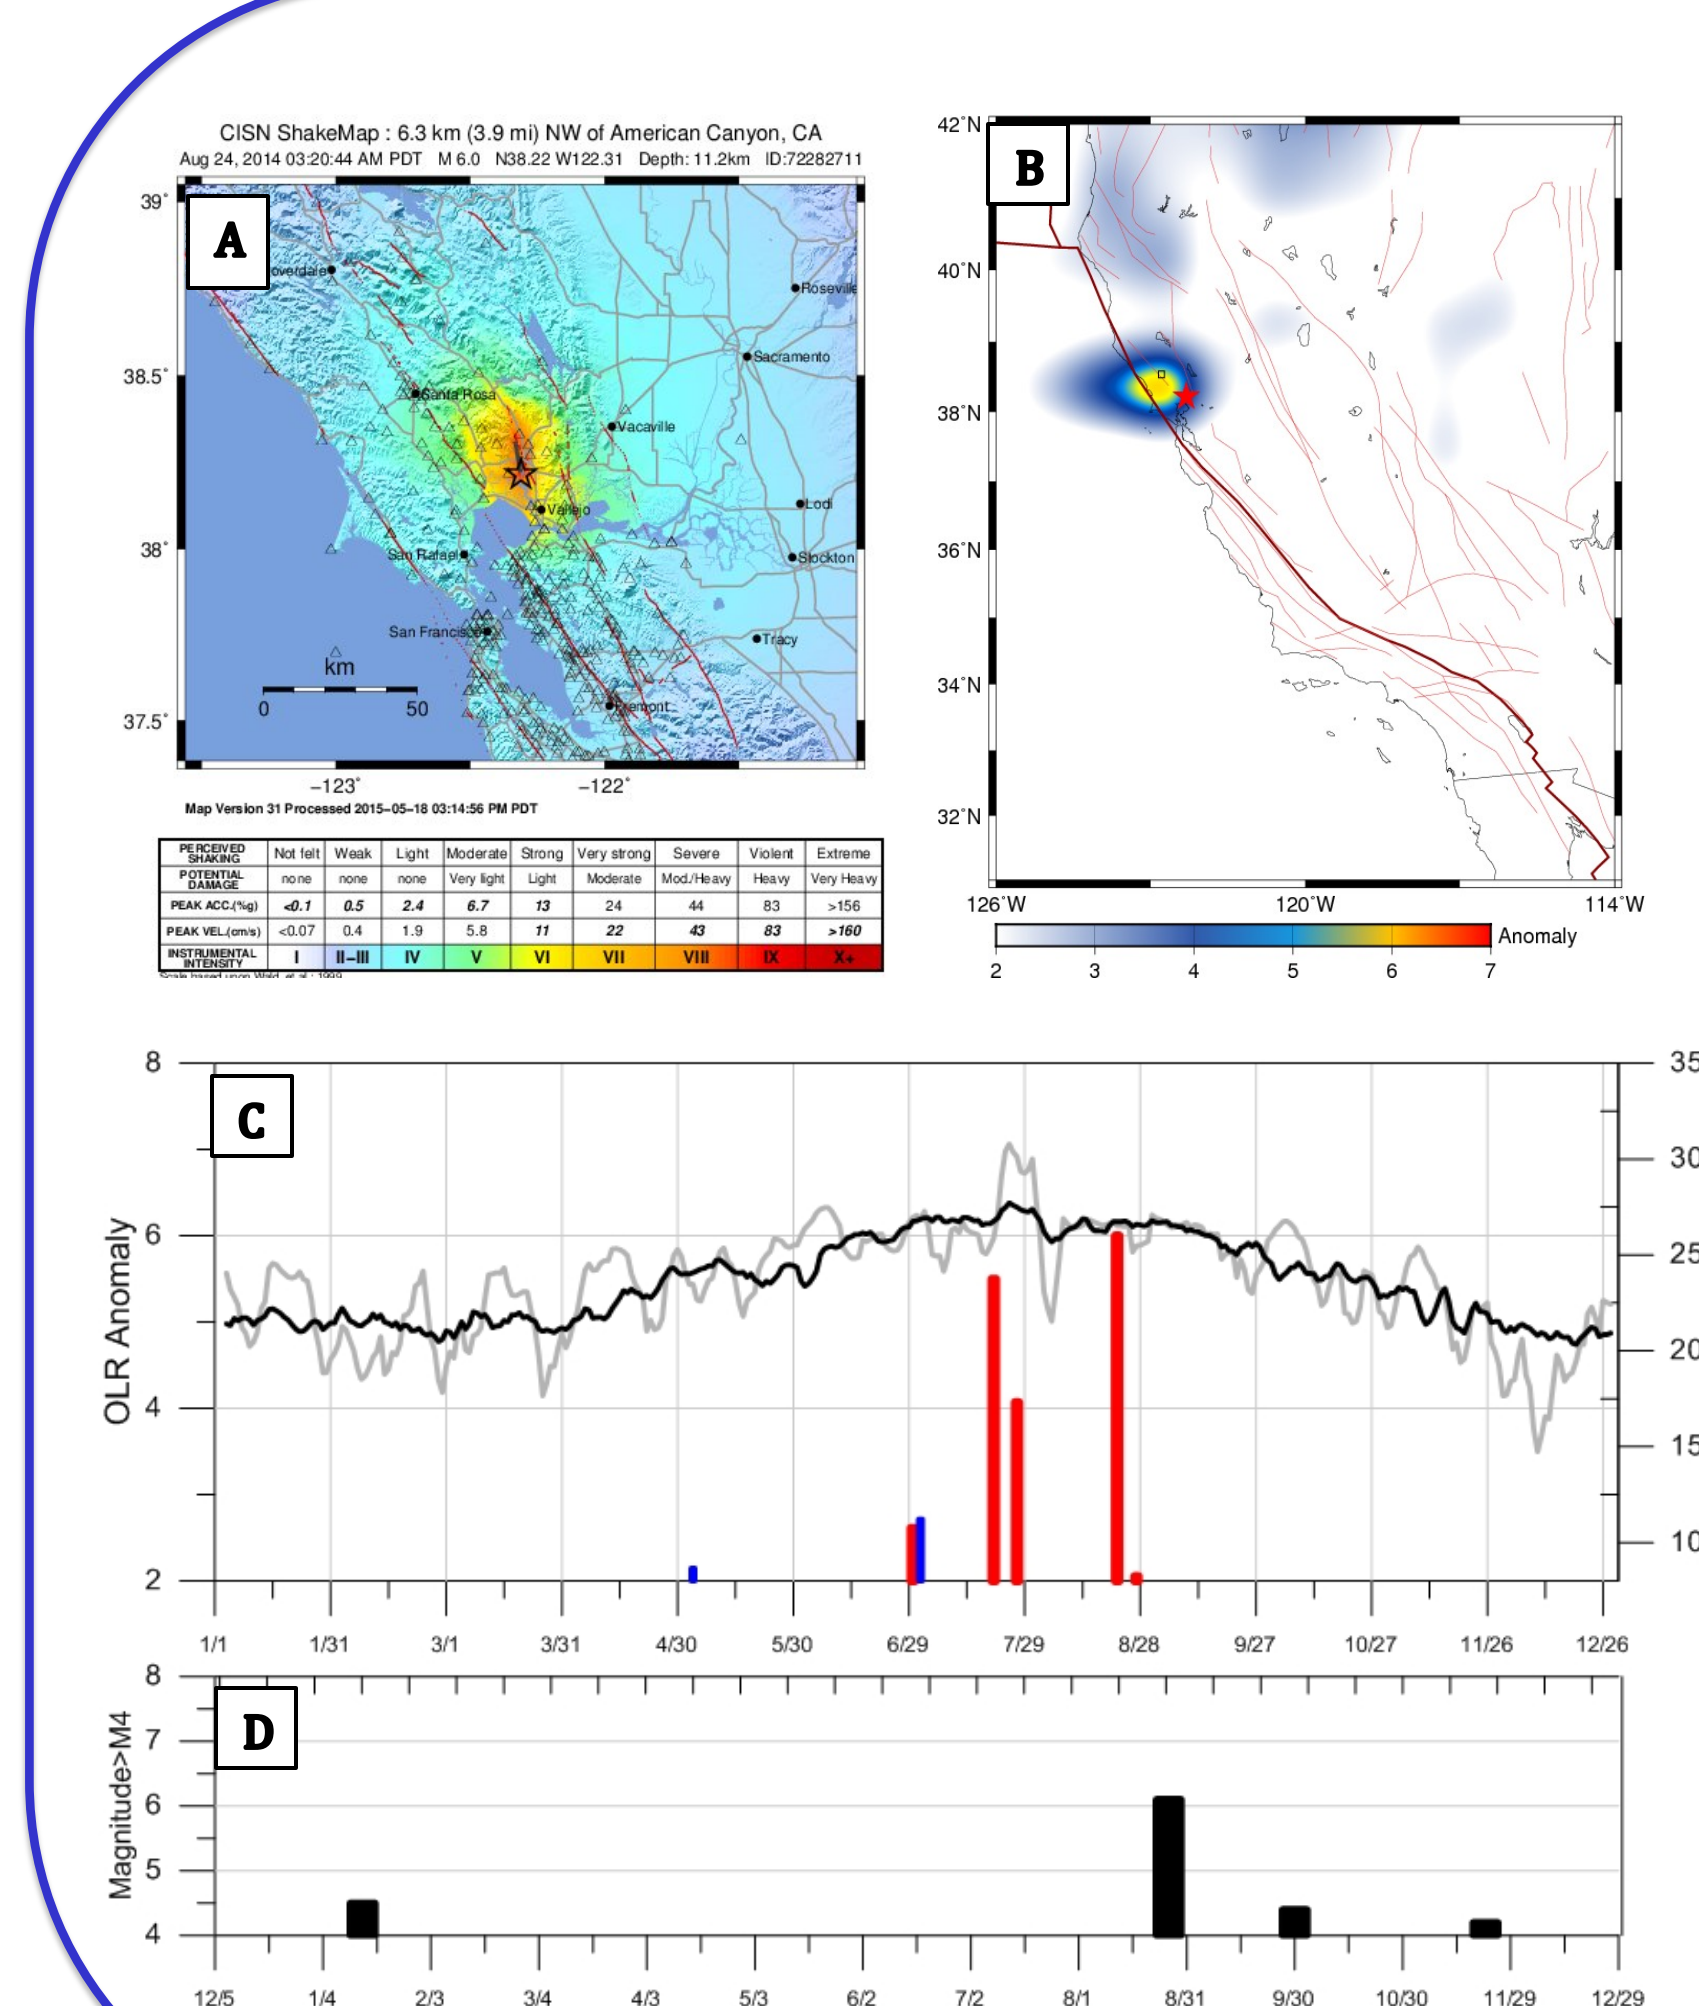 CISN ShakeMap : 6.3 km (3.9 mi) NW of American Canyon, CA
Aug 24, 2014 03:20:44 AM PDT M 6.0 N38.22 W122.31 Depth: 11.2km ID:72282711
A
39˚
38.5˚
38˚
37.5˚
overdale
Roseville
Sacramento
Santa Rosa
Vacaville
Vallejo
Lodi
San Rafael
Stockton
San Francisco
Tracy
Fremont
km
0 50
−123˚ −122˚
Map Version 31 Processed 2015−05−18 03:14:56 PM PDT
PERCEIVED SHAKING Not felt Weak Light Moderate Strong Very strong Severe Violent Extreme
POTENTIAL DAMAGE none none none Very light Light Moderate Mod./Heavy Heavy Very Heavy
PEAK ACC.(%g) <0.1 0.5 2.4 6.7 13 24 44 83 >156
PEAK VEL.(cm/s) <0.07 0.4 1.9 5.8 11 22 43 83 >160
INSTRUMENTAL INTENSITY I II−III IV V VI VII VIII IX X+
Scale based upon Wald, et al.; 1999
B
42˚N
40˚N
38˚N
36˚N
34˚N
32˚N
126˚W 120˚W 114˚W
Anomaly
2 3 4 5 6 7
C
OLR Anomaly
8
6
4
2
35
30
25
20
15
10
1/1 1/31 3/1 3/31 4/30 5/30 6/29 7/29 8/28 9/27 10/27 11/26 12/26
D
Magnitude>M4
8
7
6
5
4
12/5 1/4 2/3 3/4 4/3 5/3 6/2 7/2 8/1 8/31 9/30 10/30 11/29 12/29